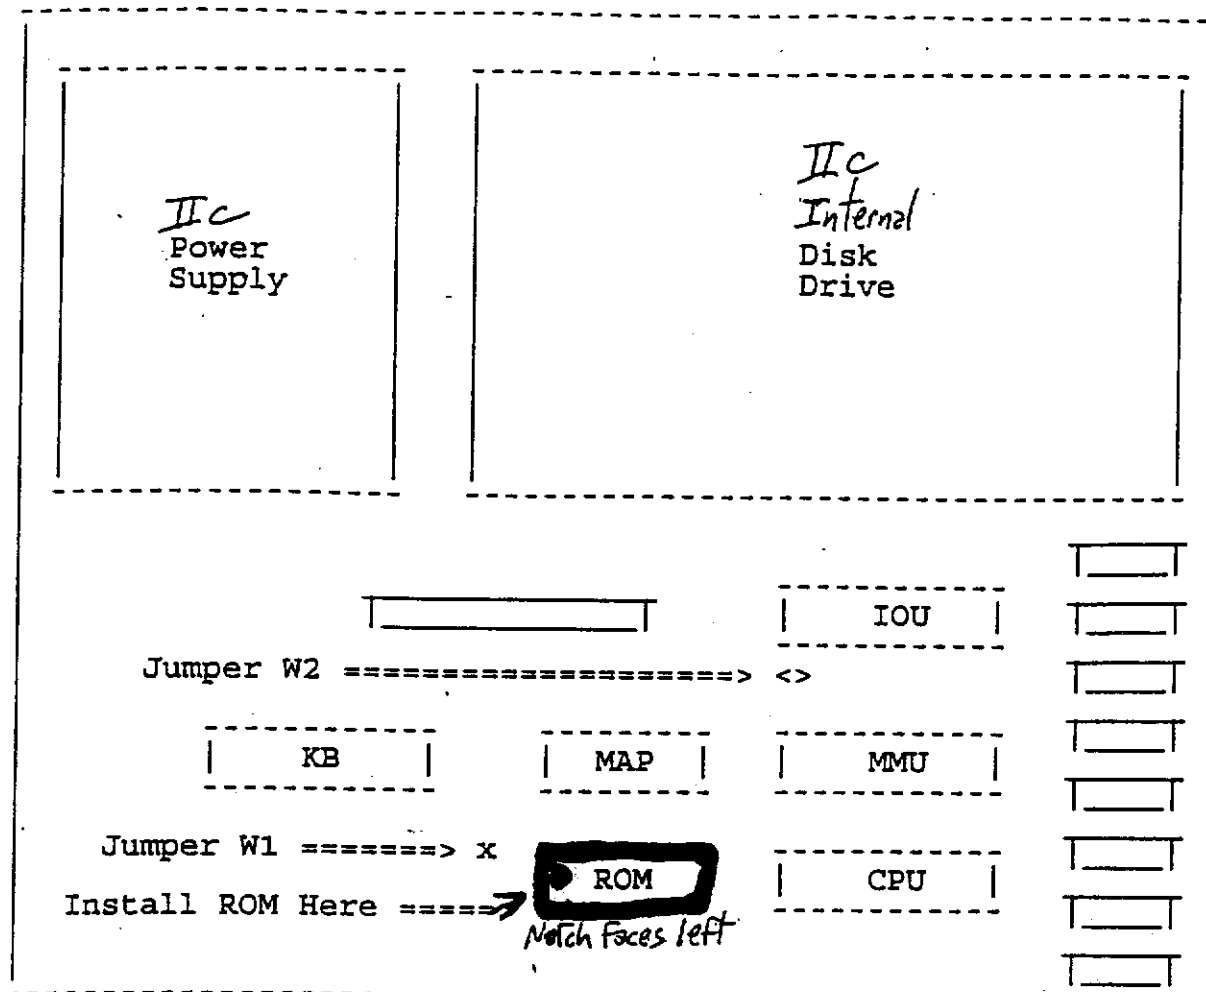 IIc
Power
Supply
IIc
Internal
Disk
Drive
IOU
Jumper W2 ====================> <>
KB
MAP
MMU
Jumper W1 =======> x
ROM
CPU
Install ROM Here =====>
Notch faces left